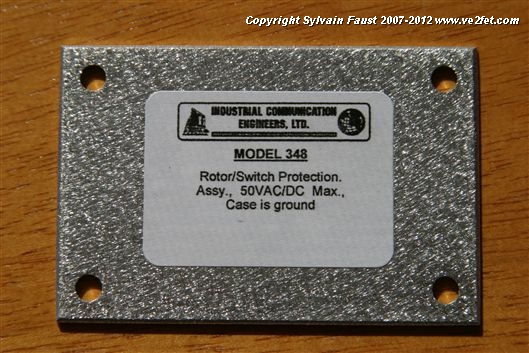 Copyright Sylvain Faust 2007-2012 www.ve2fet.com
INDUSTRIAL COMMUNICATION
ENGINEERS, LTD.
MODEL 348
Rotor/Switch Protection.
Assy., 50VAC/DC Max.,
Case is ground